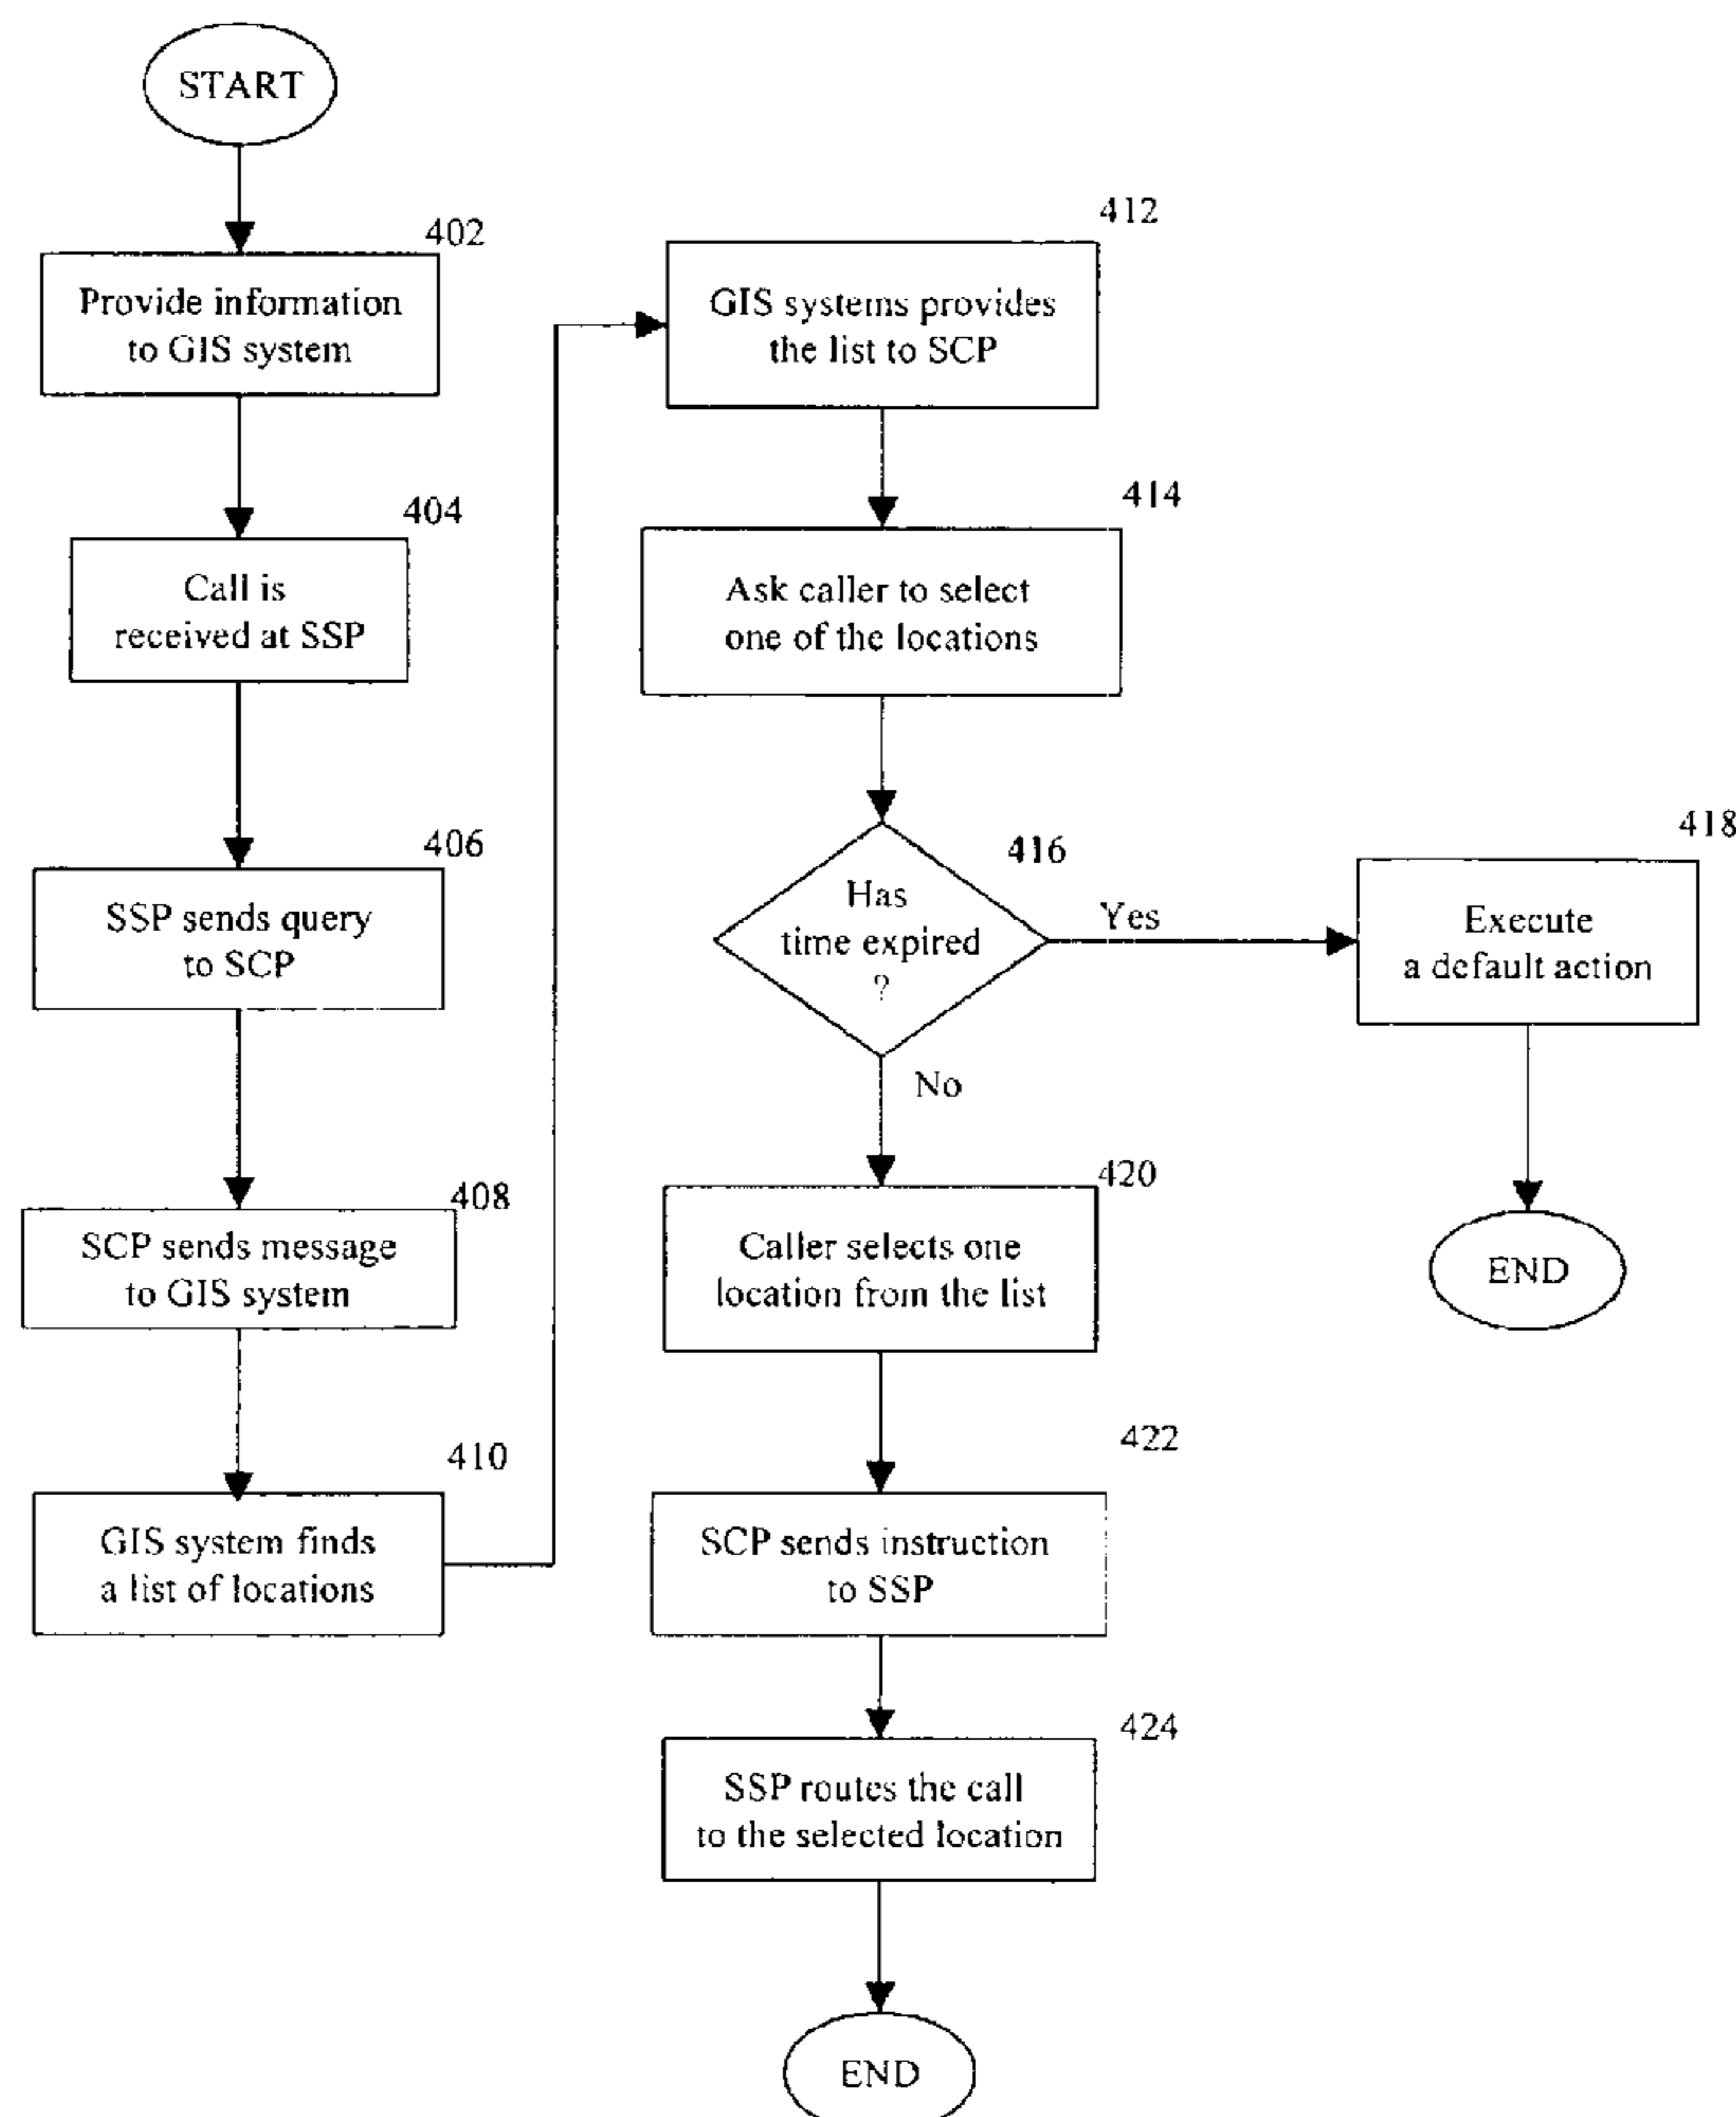 START
402
Provide information
to GIS system
404
Call is
received at SSP
406
SSP sends query
to SCP
408
SCP sends message
to GIS system
410
GIS system finds
a list of locations
412
GIS systems provides
the list to SCP
414
Ask caller to select
one of the locations
416
Has
time expired
?
Yes
418
Execute
a default action
END
No
420
Caller selects one
location from the list
422
SCP sends instruction
to SSP
424
SSP routes the call
to the selected location
END